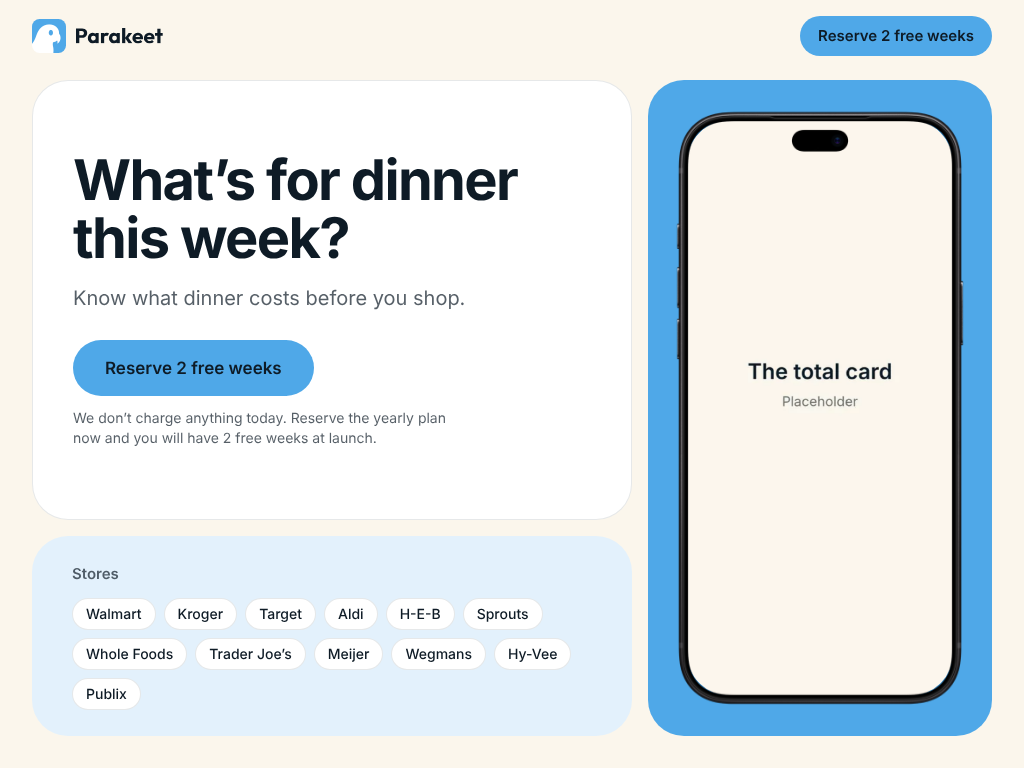 Parakeet
Reserve 2 free weeks
What’s for dinner
this week?
Know what dinner costs before you shop.
Reserve 2 free weeks
We don’t charge anything today. Reserve the yearly plan
now and you will have 2 free weeks at launch.
The total card
Placeholder
Stores
Walmart Kroger Target Aldi H-E-B Sprouts
Whole Foods Trader Joe’s Meijer Wegmans Hy-Vee
Publix